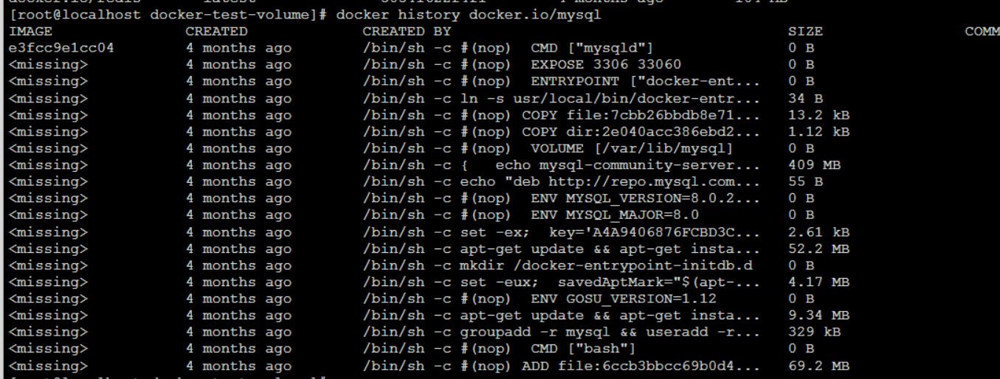 [root@localhost docker-test-volume]# docker history docker.io/mysql
IMAGE CREATED CREATED BY SIZE COMM
e3fcc9e1cc04 4 months ago /bin/sh -c #(nop) CMD ["mysqld"] 0 B
<missing> 4 months ago /bin/sh -c #(nop) EXPOSE 3306 33060 0 B
<missing> 4 months ago /bin/sh -c #(nop) ENTRYPOINT ["docker-ent... 0 B
<missing> 4 months ago /bin/sh -c ln -s usr/local/bin/docker-entr... 34 B
<missing> 4 months ago /bin/sh -c #(nop) COPY file:7cbb26bbdb8e71... 13.2 kB
<missing> 4 months ago /bin/sh -c #(nop) COPY dir:2e040acc386ebd2... 1.12 kB
<missing> 4 months ago /bin/sh -c #(nop) VOLUME [/var/lib/mysql] 0 B
<missing> 4 months ago /bin/sh -c { echo mysql-community-server... 409 MB
<missing> 4 months ago /bin/sh -c echo "deb http://repo.mysql.com... 55 B
<missing> 4 months ago /bin/sh -c #(nop) ENV MYSQL_VERSION=8.0.2... 0 B
<missing> 4 months ago /bin/sh -c #(nop) ENV MYSQL_MAJOR=8.0 0 B
<missing> 4 months ago /bin/sh -c set -ex; key='A4A9406876FCBD3C... 2.61 kB
<missing> 4 months ago /bin/sh -c apt-get update && apt-get insta... 52.2 MB
<missing> 4 months ago /bin/sh -c mkdir /docker-entrypoint-initdb.d 0 B
<missing> 4 months ago /bin/sh -c set -eux; savedAptMark="$(apt-... 4.17 MB
<missing> 4 months ago /bin/sh -c #(nop) ENV GOSU_VERSION=1.12 0 B
<missing> 4 months ago /bin/sh -c apt-get update && apt-get insta... 9.34 MB
<missing> 4 months ago /bin/sh -c groupadd -r mysql && useradd -r... 329 kB
<missing> 4 months ago /bin/sh -c #(nop) CMD ["bash"] 0 B
<missing> 4 months ago /bin/sh -c #(nop) ADD file:6ccb3bbcc69b0d4... 69.2 MB